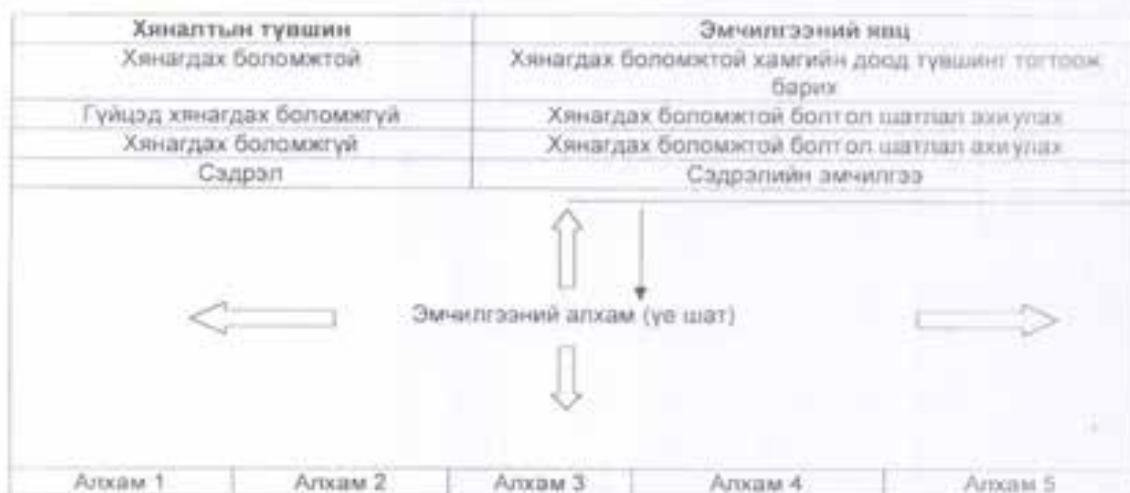 Хяналтын түвшин Эмчилгээний явц
Хянагдах боломжтой Хянагдах боломжтой хамгийн доод түвшинг тогтоож
барих
Гүйцэд хянагдах боломжгүй Хянагдах боломжтой болтол шатлал ахиулах
Хянагдах боломжгүй Хянагдах боломжтой болтол шатлал ахиулах
Сэдрэл Сэдрэлийн эмчилгээ
Эмчилгээний алхам (үе шат)
Алхам 1 Алхам 2 Алхам 3 Алхам 4 Алхам 5